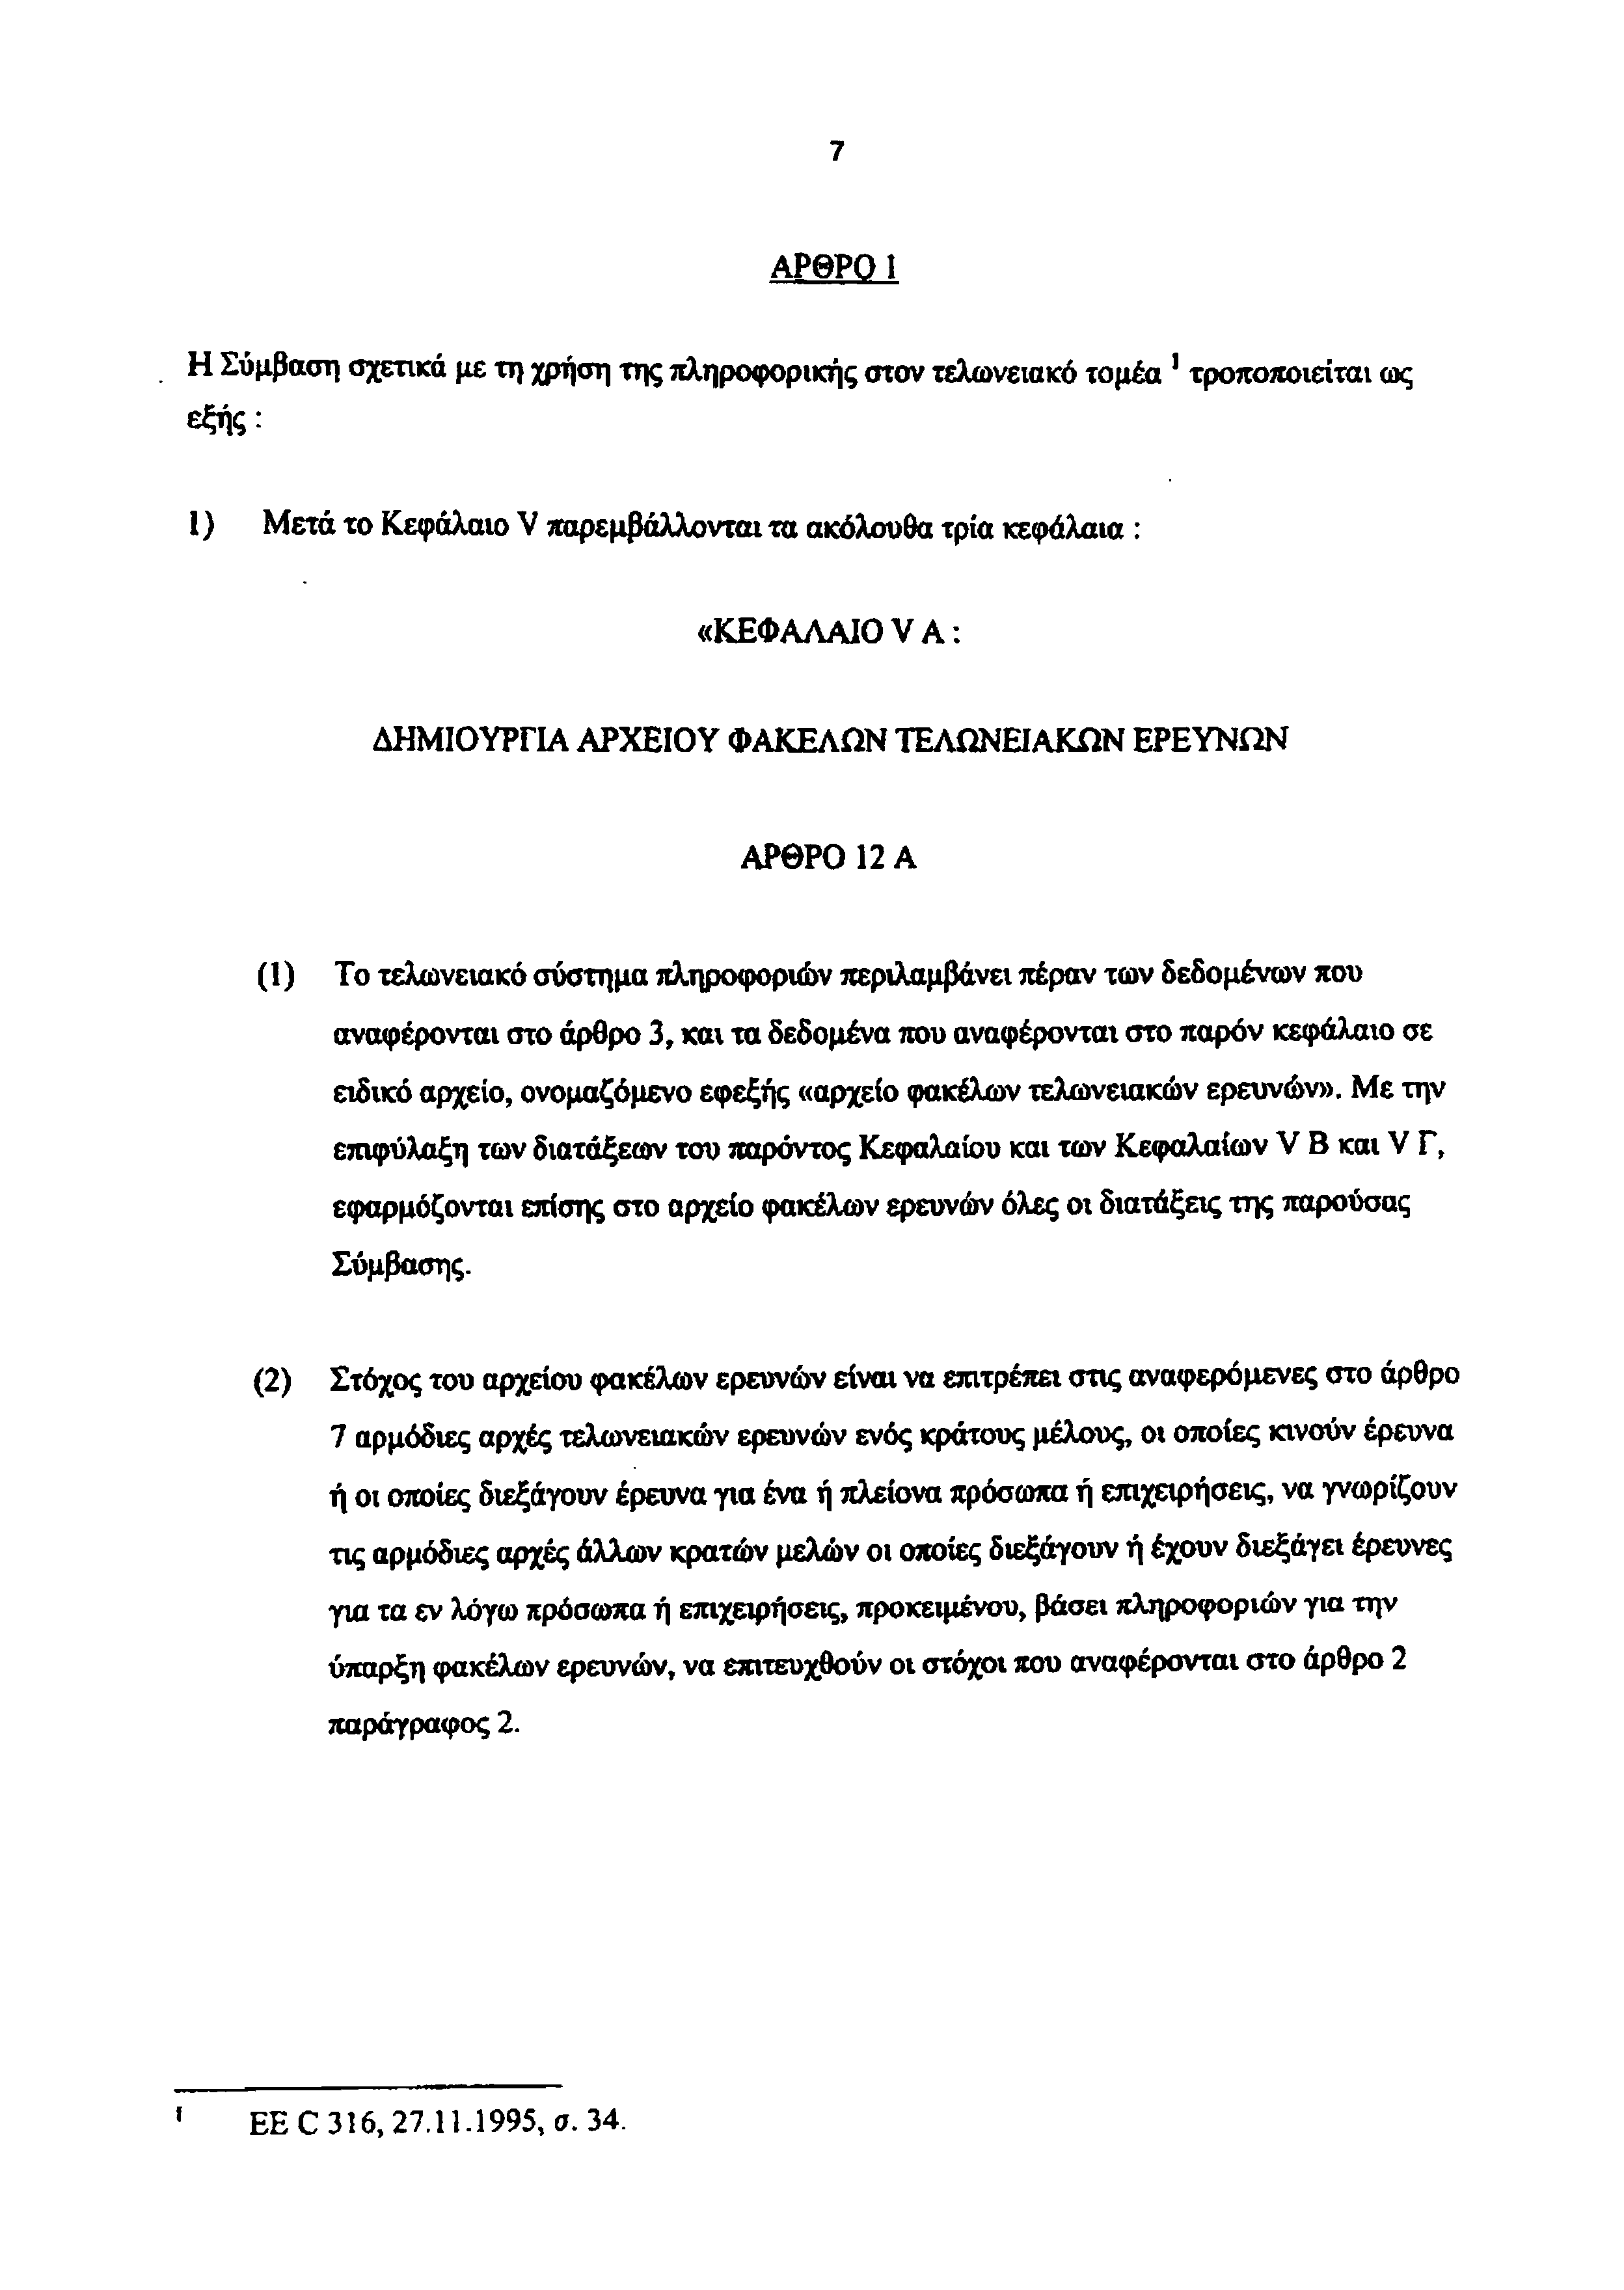 7
ΑΡΘΡΟ 1
Η Σύμβαση σχετικά με τη χρήση της πληροφορικής στον τελωνειακό τομέα ¹ τροποποιείται ως
εξής :
1) Μετά το Κεφάλαιο V παρεμβάλλονται τα ακόλουθα τρία κεφάλαια :
«ΚΕΦΑΛΑΙΟ V Α :
ΔΗΜΙΟΥΡΓΙΑ ΑΡΧΕΙΟΥ ΦΑΚΕΛΩΝ ΤΕΛΩΝΕΙΑΚΩΝ ΕΡΕΥΝΩΝ
ΑΡΘΡΟ 12 Α
(1) Το τελωνειακό σύστημα πληροφοριών περιλαμβάνει πέραν των δεδομένων που
αναφέρονται στο άρθρο 3, και τα δεδομένα που αναφέρονται στο παρόν κεφάλαιο σε
ειδικό αρχείο, ονομαζόμενο εφεξής «αρχείο φακέλων τελωνειακών ερευνών». Με την
επιφύλαξη των διατάξεων του παρόντος Κεφαλαίου και των Κεφαλαίων V Β και V Γ,
εφαρμόζονται επίσης στο αρχείο φακέλων ερευνών όλες οι διατάξεις της παρούσας
Σύμβασης.
(2) Στόχος του αρχείου φακέλων ερευνών είναι να επιτρέπει στις αναφερόμενες στο άρθρο
7 αρμόδιες αρχές τελωνειακών ερευνών ενός κράτους μέλους, οι οποίες κινούν έρευνα
ή οι οποίες διεξάγουν έρευνα για ένα ή πλείονα πρόσωπα ή επιχειρήσεις, να γνωρίζουν
τις αρμόδιες αρχές άλλων κρατών μελών οι οποίες διεξάγουν ή έχουν διεξάγει έρευνες
για τα εν λόγω πρόσωπα ή επιχειρήσεις, προκειμένου, βάσει πληροφοριών για την
ύπαρξη φακέλων ερευνών, να επιτευχθούν οι στόχοι που αναφέρονται στο άρθρο 2
παράγραφος 2.
¹ ΕΕ C 316, 27.11.1995, σ. 34.